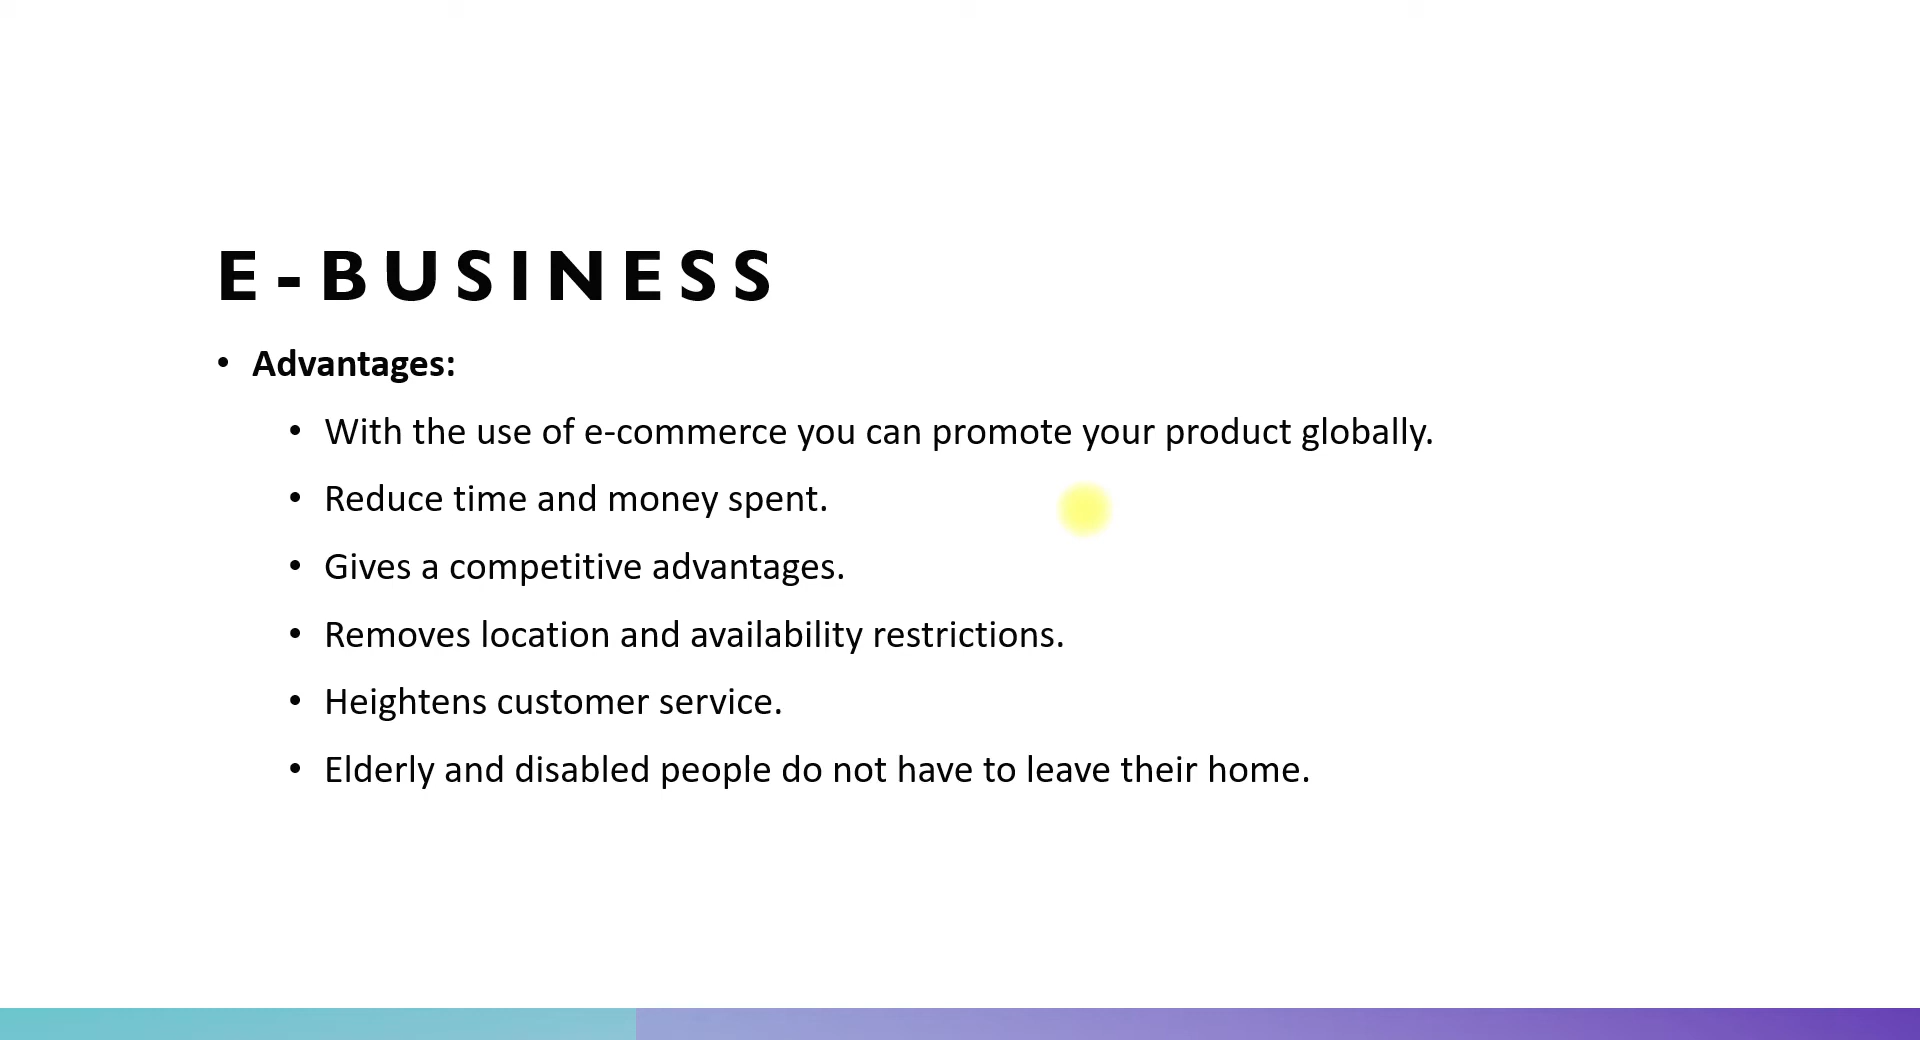 E-BUSINESS
• Advantages:
• With the use of e-commerce you can promote your product globally.
• Reduce time and money spent.
• Gives a competitive advantages.
• Removes location and availability restrictions.
• Heightens customer service.
• Elderly and disabled people do not have to leave their home.